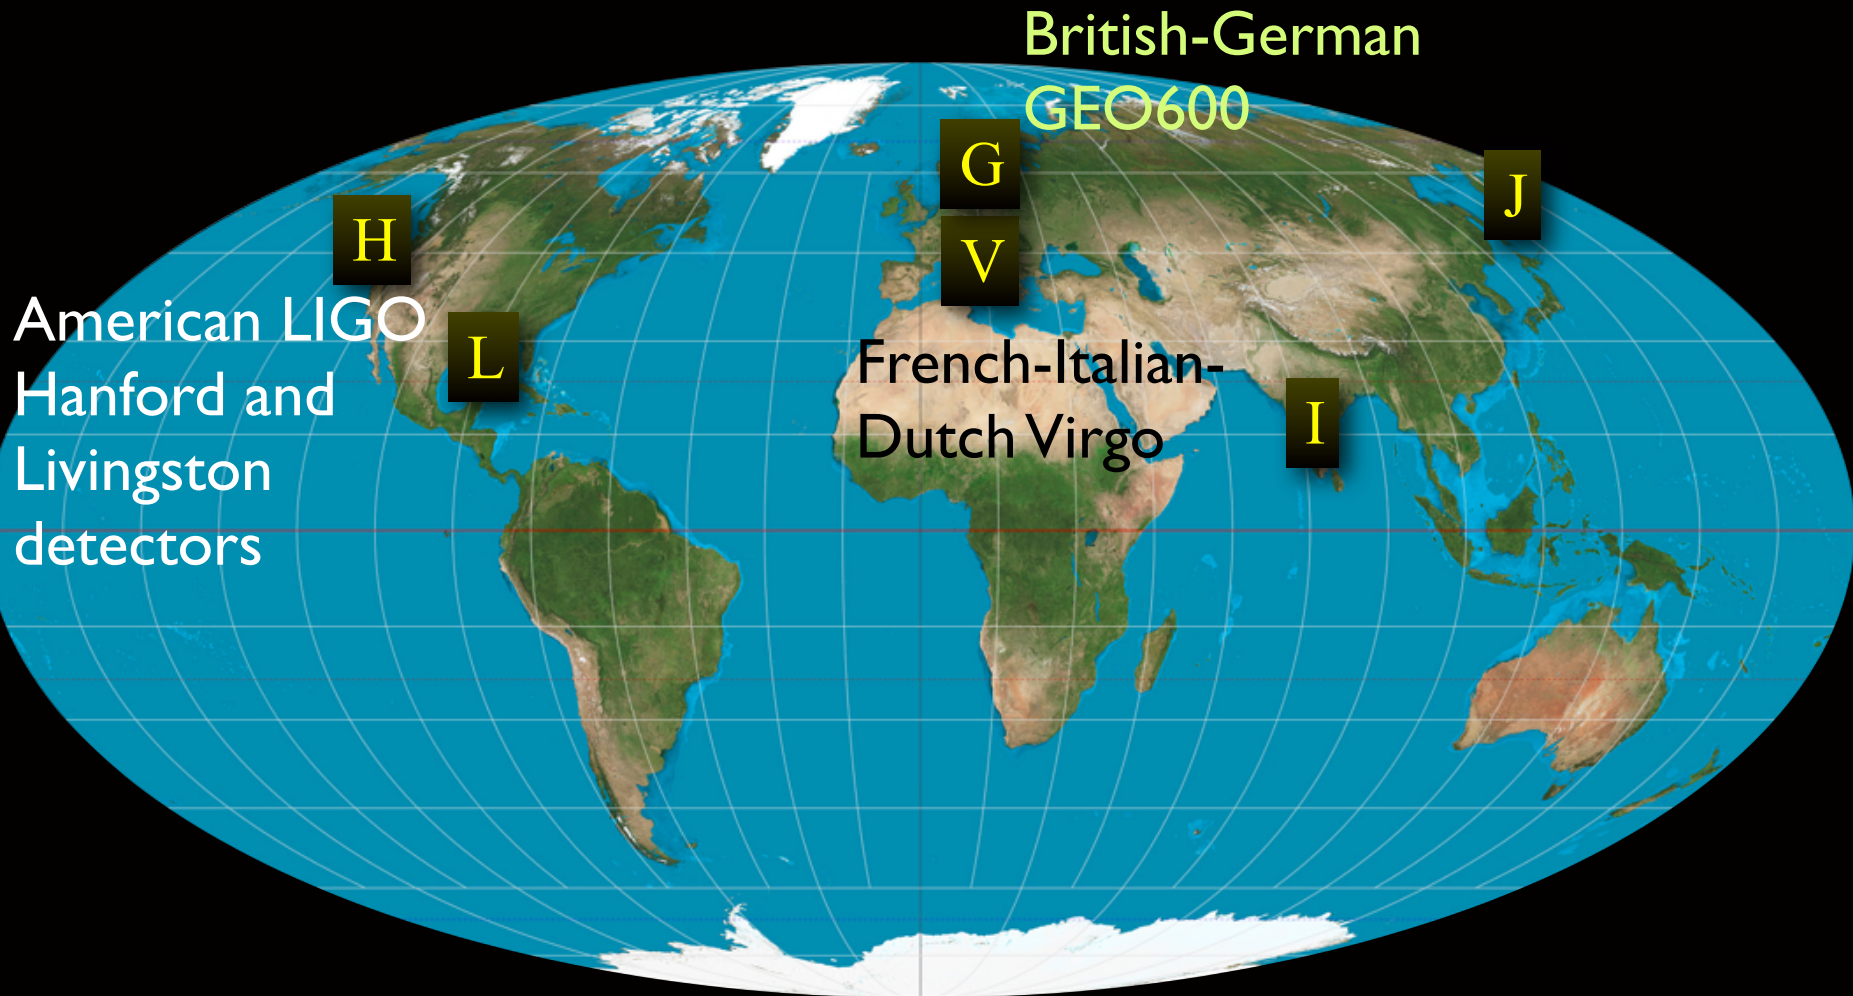 British-German
GEO600
G
J
H
V
American LIGO
Hanford and
Livingston
detectors
L
French-Italian-
Dutch Virgo
I